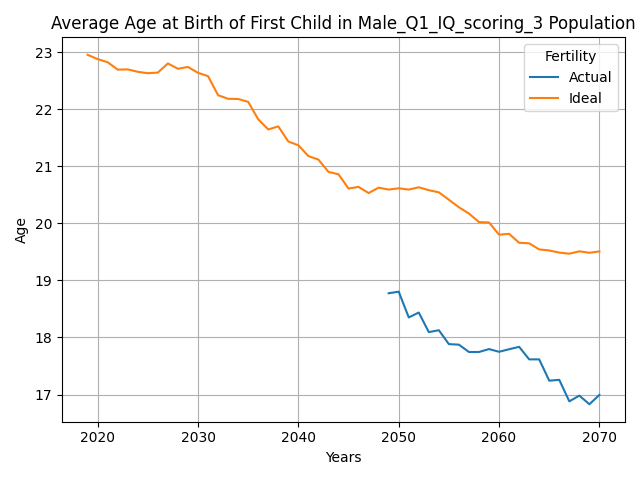 Average Age at Birth of First Child in Male_Q1_IQ_scoring_3 Population
Fertility
Actual
Ideal
Age
23
22
21
20
19
18
17
2020 2030 2040 2050 2060 2070
Years